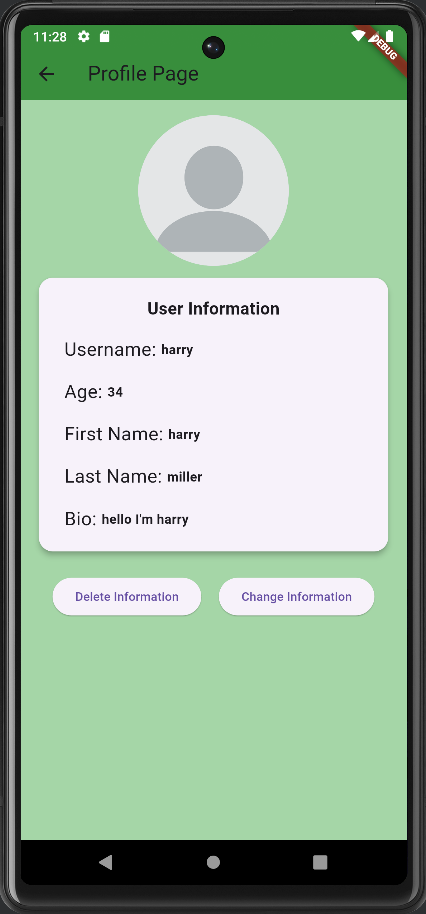 11:28
DEBUG
Profile Page
User Information
Username: harry
Age: 34
First Name: harry
Last Name: miller
Bio: hello I'm harry
Delete Information Change Information